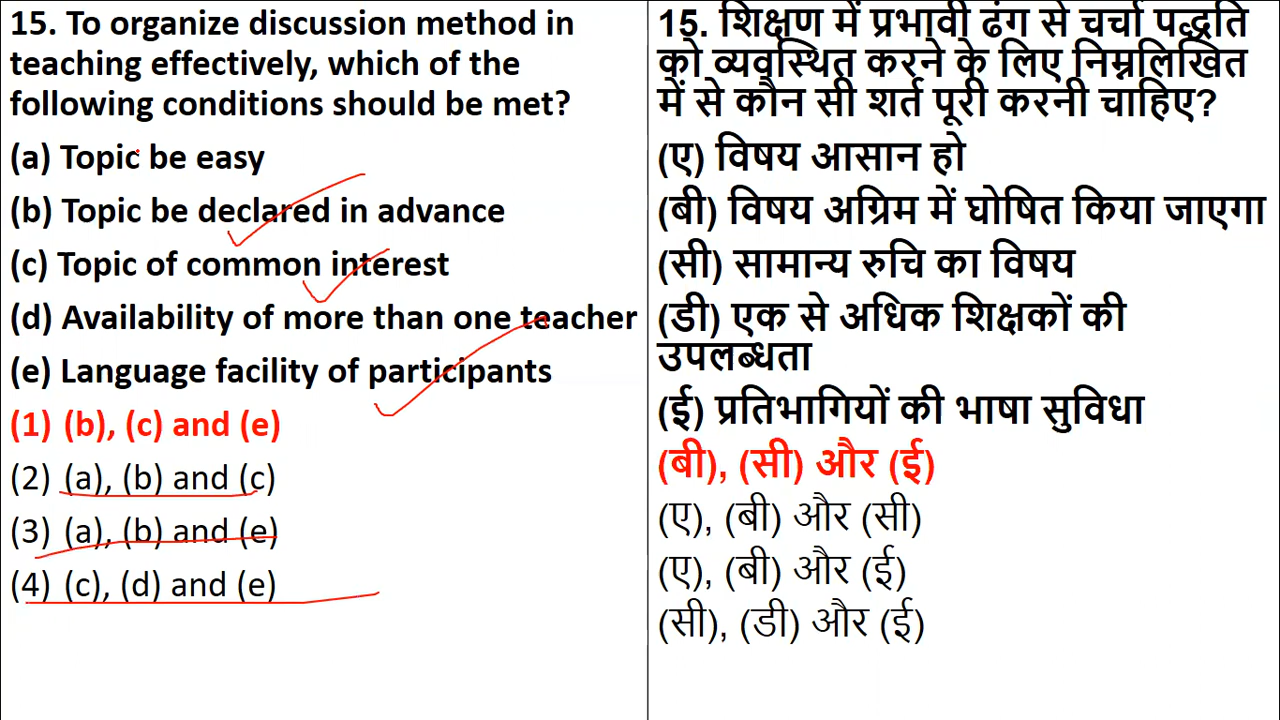 15. To organize discussion method in
teaching effectively, which of the
following conditions should be met?
(a) Topic be easy
(b) Topic be declared in advance
(c) Topic of common interest
(d) Availability of more than one teacher
(e) Language facility of participants
(1) (b), (c) and (e)
(2) (a), (b) and (c)
(3) (a), (b) and (e)
(4) (c), (d) and (e)
15. शिक्षण में प्रभावी ढंग से चर्चा पद्धति
को व्यवस्थित करने के लिए निम्नलिखित
में से कौन सी शर्त पूरी करनी चाहिए?
(ए) विषय आसान हो
(बी) विषय अग्रिम में घोषित किया जाएगा
(सी) सामान्य रुचि का विषय
(डी) एक से अधिक शिक्षकों की
उपलब्धता
(ई) प्रतिभागियों की भाषा सुविधा
(बी), (सी) और (ई)
(ए), (बी) और (सी)
(ए), (बी) और (ई)
(सी), (डी) और (ई)